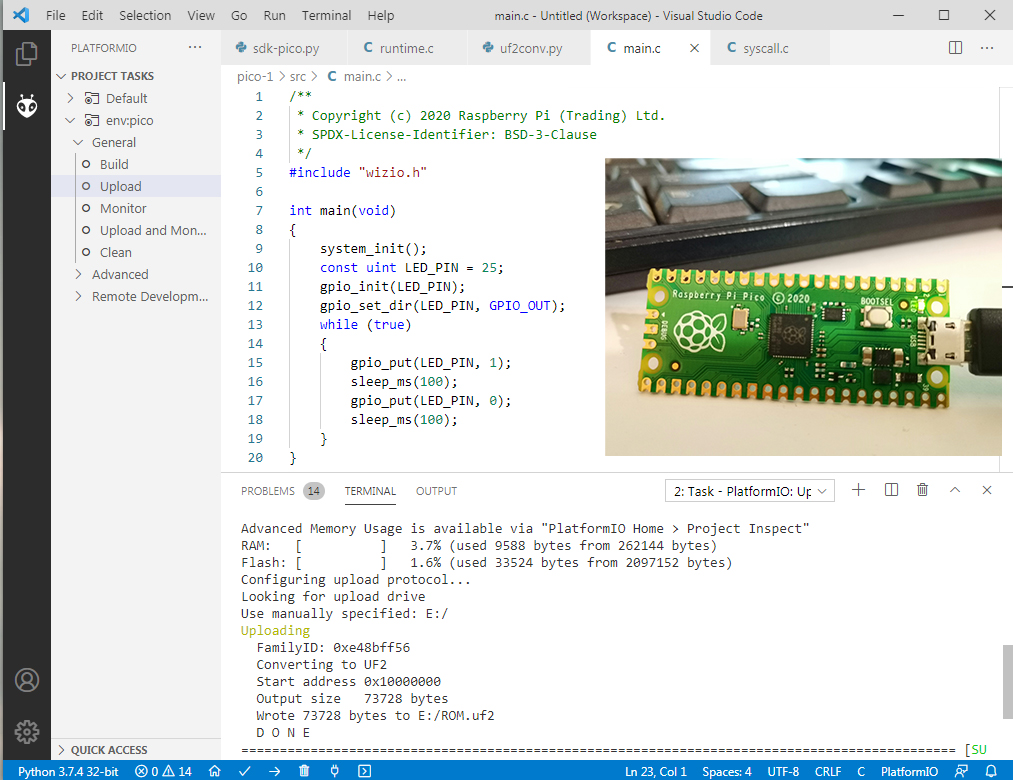 File Edit Selection View Go Run Terminal Help main.c - Untitled (Workspace) - Visual Studio Code
PLATFORMIO ...
sdk-pico.py C runtime.c uf2conv.py C main.c C syscall.c ...
PROJECT TASKS
Default
env:pico
General
Build
Upload
Monitor
Upload and Mon...
Clean
Advanced
Remote Developm...
QUICK ACCESS
pico-1 > src > C main.c > ...
1 /**
2 * Copyright (c) 2020 Raspberry Pi (Trading) Ltd.
3 * SPDX-License-Identifier: BSD-3-Clause
4 */
5 #include "wizio.h"
6
7 int main(void)
8 {
9 system_init();
10 const uint LED_PIN = 25;
11 gpio_init(LED_PIN);
12 gpio_set_dir(LED_PIN, GPIO_OUT);
13 while (true)
14 {
15 gpio_put(LED_PIN, 1);
16 sleep_ms(100);
17 gpio_put(LED_PIN, 0);
18 sleep_ms(100);
19 }
20 }
Raspberry Pi Pico © 2020
BOOTSEL
DEBUG
USB
LED
1
2
39
PROBLEMS 14 TERMINAL OUTPUT 2: Task - PlatformIO: Up
Advanced Memory Usage is available via "PlatformIO Home > Project Inspect"
RAM: [ ] 3.7% (used 9588 bytes from 262144 bytes)
Flash: [ ] 1.6% (used 33524 bytes from 2097152 bytes)
Configuring upload protocol...
Looking for upload drive
Use manually specified: E:/
Uploading
FamilyID: 0xe48bff56
Converting to UF2
Start address 0x10000000
Output size 73728 bytes
Wrote 73728 bytes to E:/ROM.uf2
D O N E
============================================================================================= [SU
Python 3.7.4 32-bit 0 14 Ln 23, Col 1 Spaces: 4 UTF-8 CRLF C PlatformIO